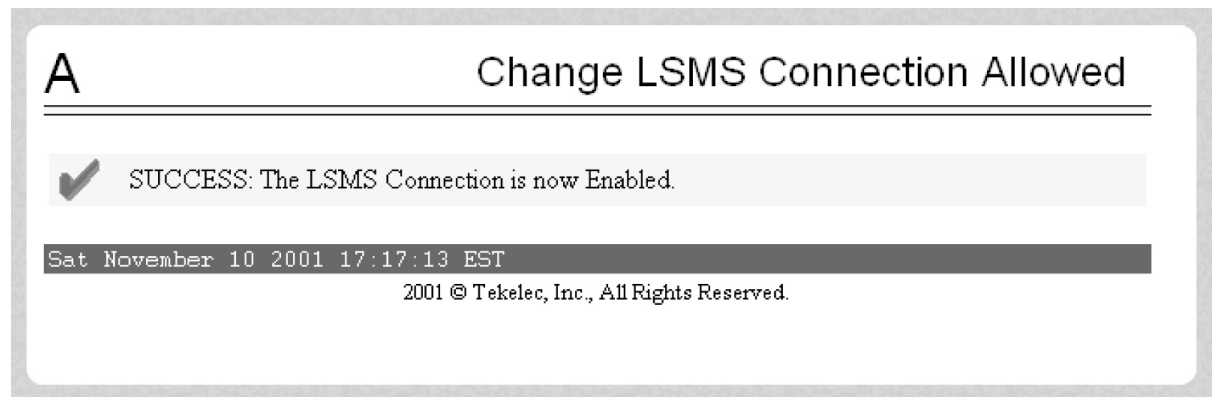 A
Change LSMS Connection Allowed
SUCCESS: The LSMS Connection is now Enabled.
Sat November 10 2001 17:17:13 EST
2001 © Tekelec, Inc., All Rights Reserved.